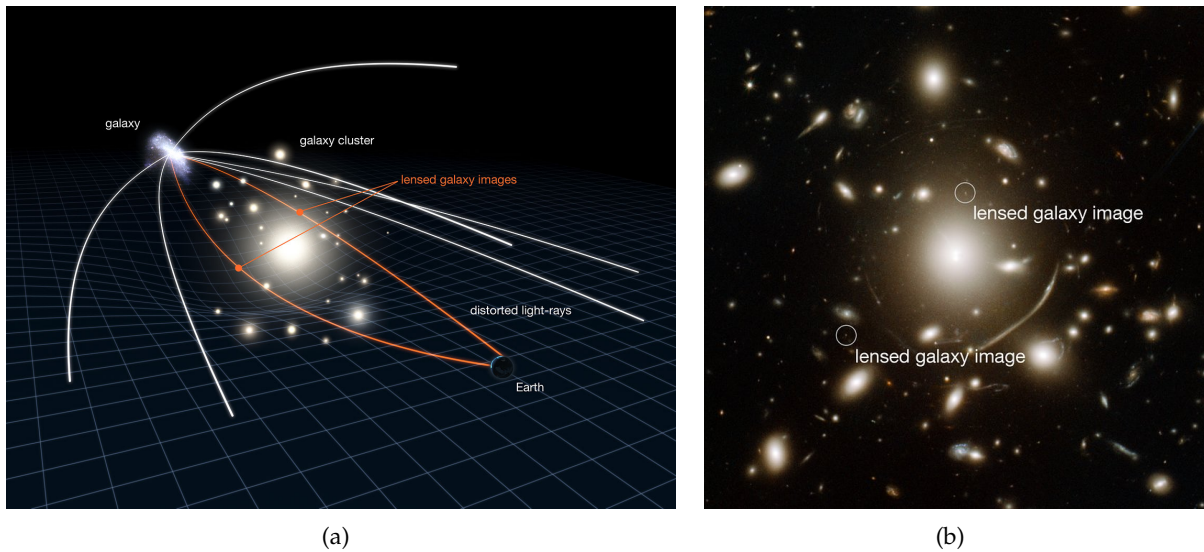 galaxy
galaxy cluster
lensed galaxy images
distorted light-rays
Earth
lensed galaxy image
lensed galaxy image
(a)
(b)